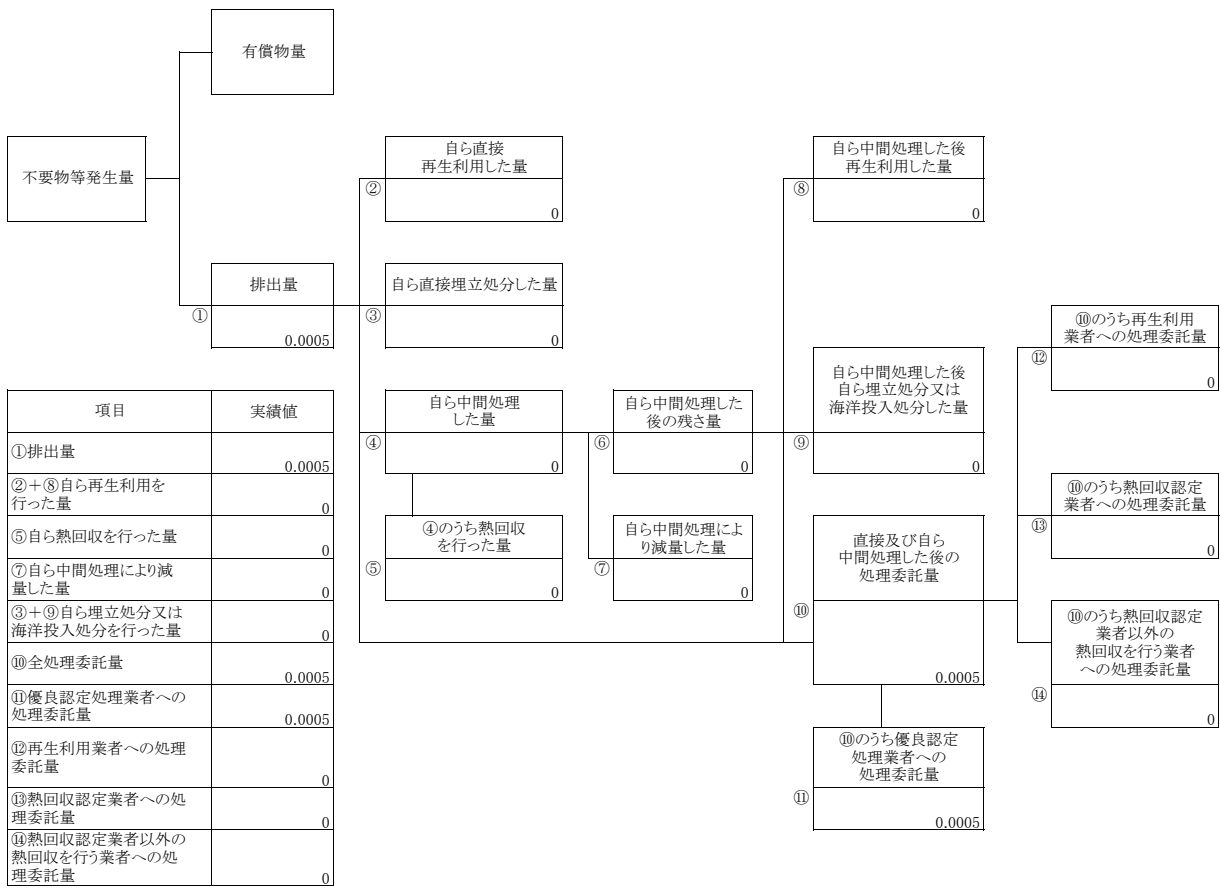 有償物量
不要物等発生量
排出量
①
0.0005
自ら直接
再生利用した量
②
0
自ら直接埋立処分した量
③
0
自ら中間処理
した量
④
0
④のうち熱回収
を行った量
⑤
0
自ら中間処理した
後の残さ量
⑥
0
自ら中間処理によ
り減量した量
⑦
0
自ら中間処理した後
再生利用した量
⑧
0
自ら中間処理した後
自ら埋立処分又は
海洋投入処分した量
⑨
0
直接及び自ら
中間処理した後の
処理委託量
⑩
0.0005
⑩のうち優良認定
処理業者への
処理委託量
⑪
0.0005
⑩のうち再生利用
業者への処理委託量
⑫
0
⑩のうち熱回収認定
業者への処理委託量
⑬
0
⑩のうち熱回収認定
業者以外の
熱回収を行う業者
への処理委託量
⑭
0
項目 実績値
①排出量
0.0005
②+⑧自ら再生利用を
行った量
0
⑤自ら熱回収を行った量
0
⑦自ら中間処理により減
量した量
0
③+⑨自ら埋立処分又は
海洋投入処分を行った量
0
⑩全処理委託量
0.0005
⑪優良認定処理業者への
処理委託量
0.0005
⑫再生利用業者への処理
委託量
0
⑬熱回収認定業者への処
理委託量
0
⑭熱回収認定業者以外の
熱回収を行う業者への処
理委託量
0